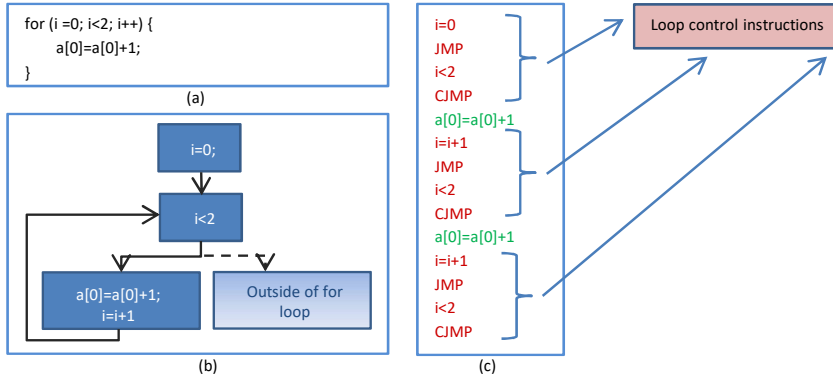 for (i =0; i<2; i++) {
a[0]=a[0]+1;
}
(a)
i=0;
i<2
a[0]=a[0]+1;
i=i+1
Outside of for
loop
(b)
i=0
JMP
i<2
CJMP
a[0]=a[0]+1
i=i+1
JMP
i<2
CJMP
a[0]=a[0]+1
i=i+1
JMP
i<2
CJMP
(c)
Loop control instructions